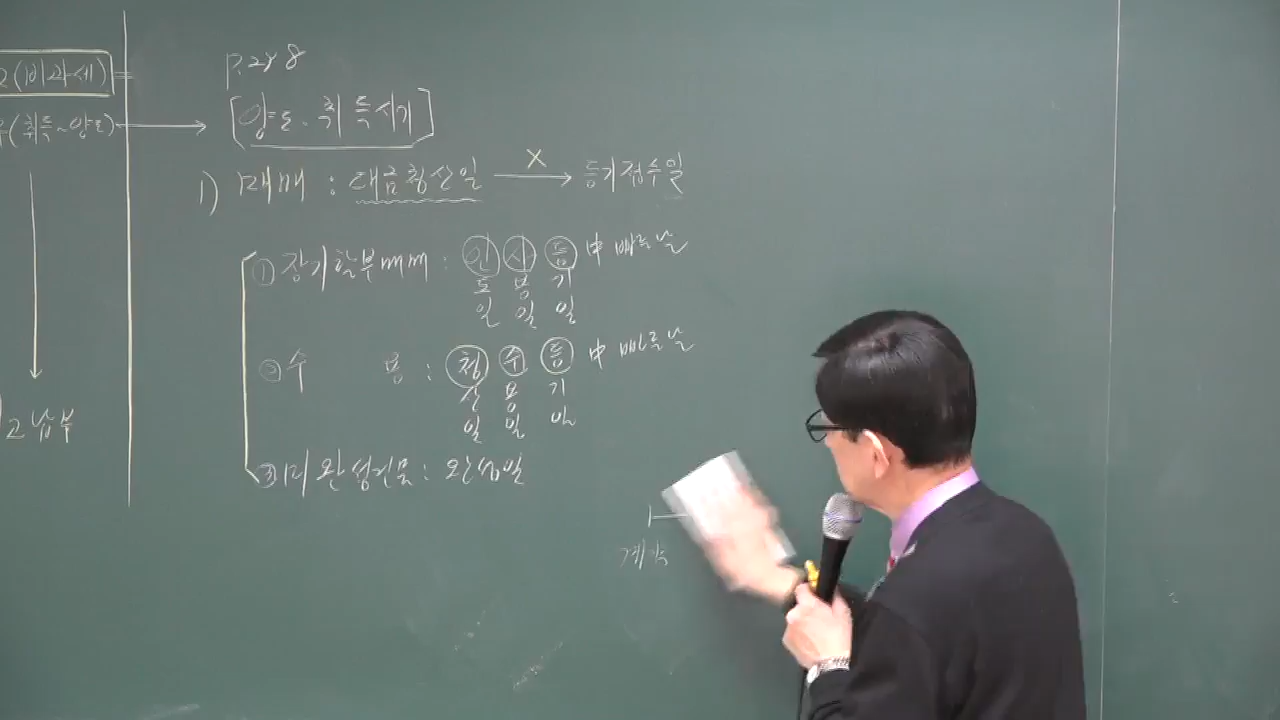 2(비과세)
(취득~양도)
고납부
P.278
[양도·취득시기]
1) 매매 : 대금청산일 X→ 등기접수일
① 장기할부매매 : 인도일 사용일 등기일 中 빠른날
② 수용 : 청산일 수용일 등기일 中 빠른날
③ 미완성건물 : 완성일
계약